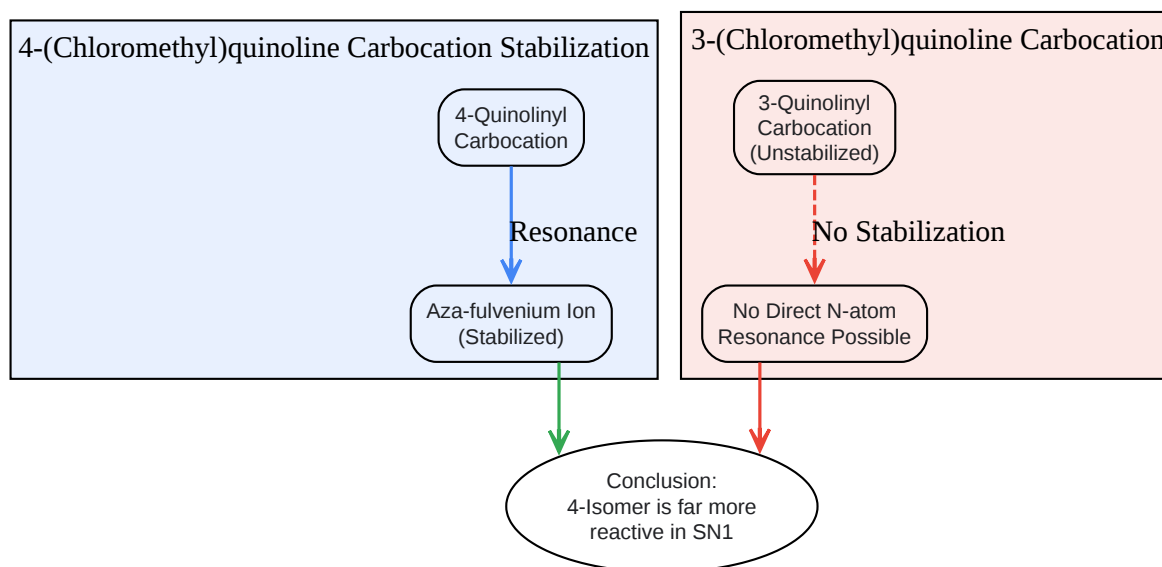 4-(Chloromethyl)quinoline Carbocation Stabilization
4-Quinolinyl
Carbocation
Resonance
Aza-fulvenium Ion
(Stabilized)
3-(Chloromethyl)quinoline Carbocation
3-Quinolinyl
Carbocation
(Unstabilized)
No Stabilization
No Direct N-atom
Resonance Possible
Conclusion:
4-Isomer is far more
reactive in SN1